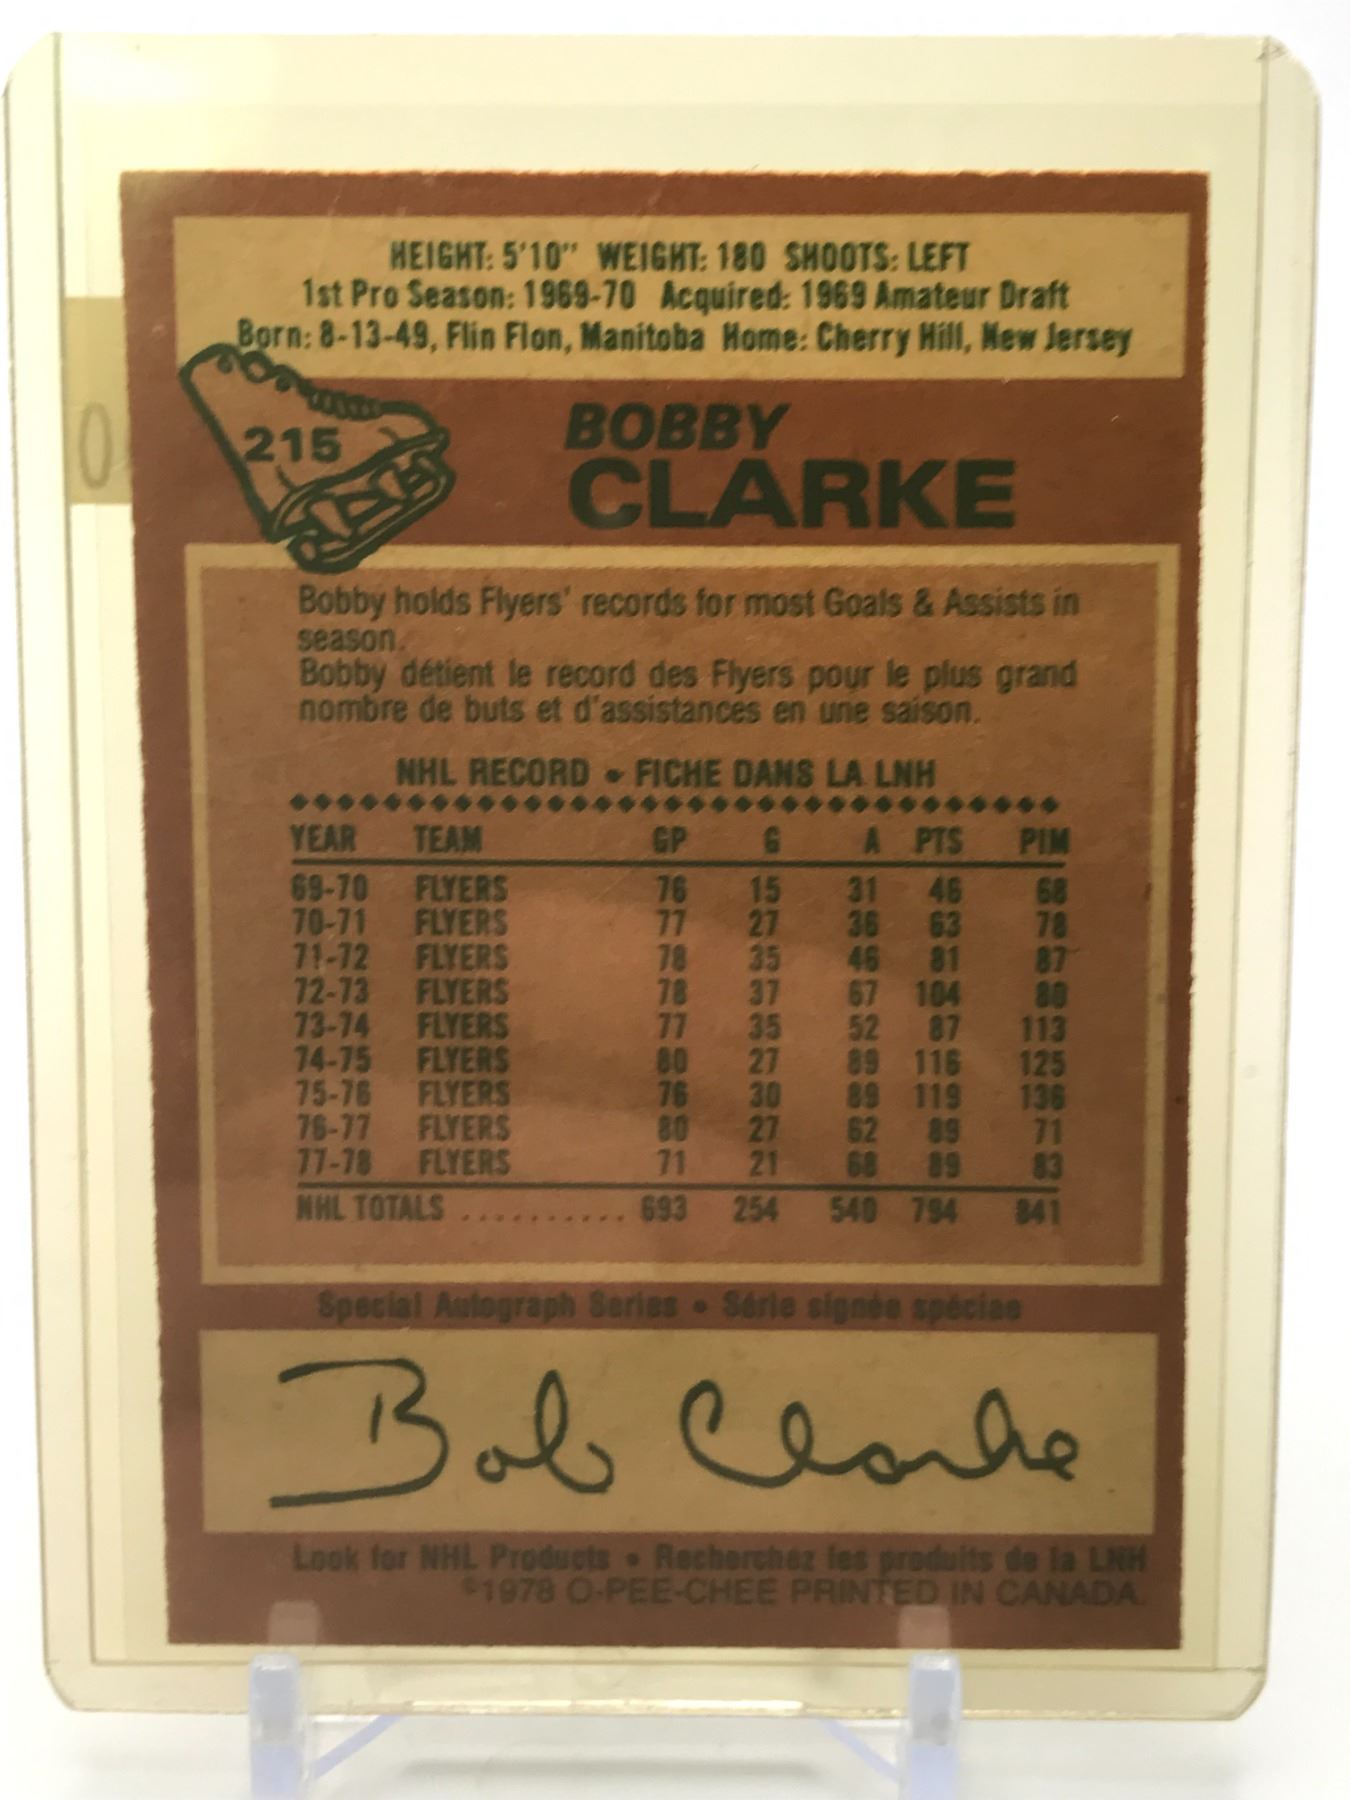 HEIGHT: 5'10" WEIGHT: 180 SHOOTS: LEFT
1st Pro Season: 1969-70 Acquired: 1969 Amateur Draft
Born: 8-13-49, Flin Flon, Manitoba Home: Cherry Hill, New Jersey
215
BOBBY
CLARKE
Bobby holds Flyers' records for most Goals & Assists in
season.
Bobby détient le record des Flyers pour le plus grand
nombre de buts et d'assistances en une saison.
NHL RECORD • FICHE DANS LA LNH
YEAR TEAM GP G A PTS PIM
69-70 FLYERS 76 15 31 46 68
70-71 FLYERS 77 27 36 63 78
71-72 FLYERS 78 35 46 81 87
72-73 FLYERS 78 37 67 104 80
73-74 FLYERS 77 35 52 87 113
74-75 FLYERS 80 27 89 116 125
75-76 FLYERS 76 30 89 119 136
76-77 FLYERS 80 27 62 89 71
77-78 FLYERS 71 21 68 89 83
NHL TOTALS .......... 693 254 540 794 841
Special Autograph Series • Série signée spéciae
Bob Clarke
Look for NHL Products • Recherchez les produits de la LNH
©1978 O-PEE-CHEE PRINTED IN CANADA.
0